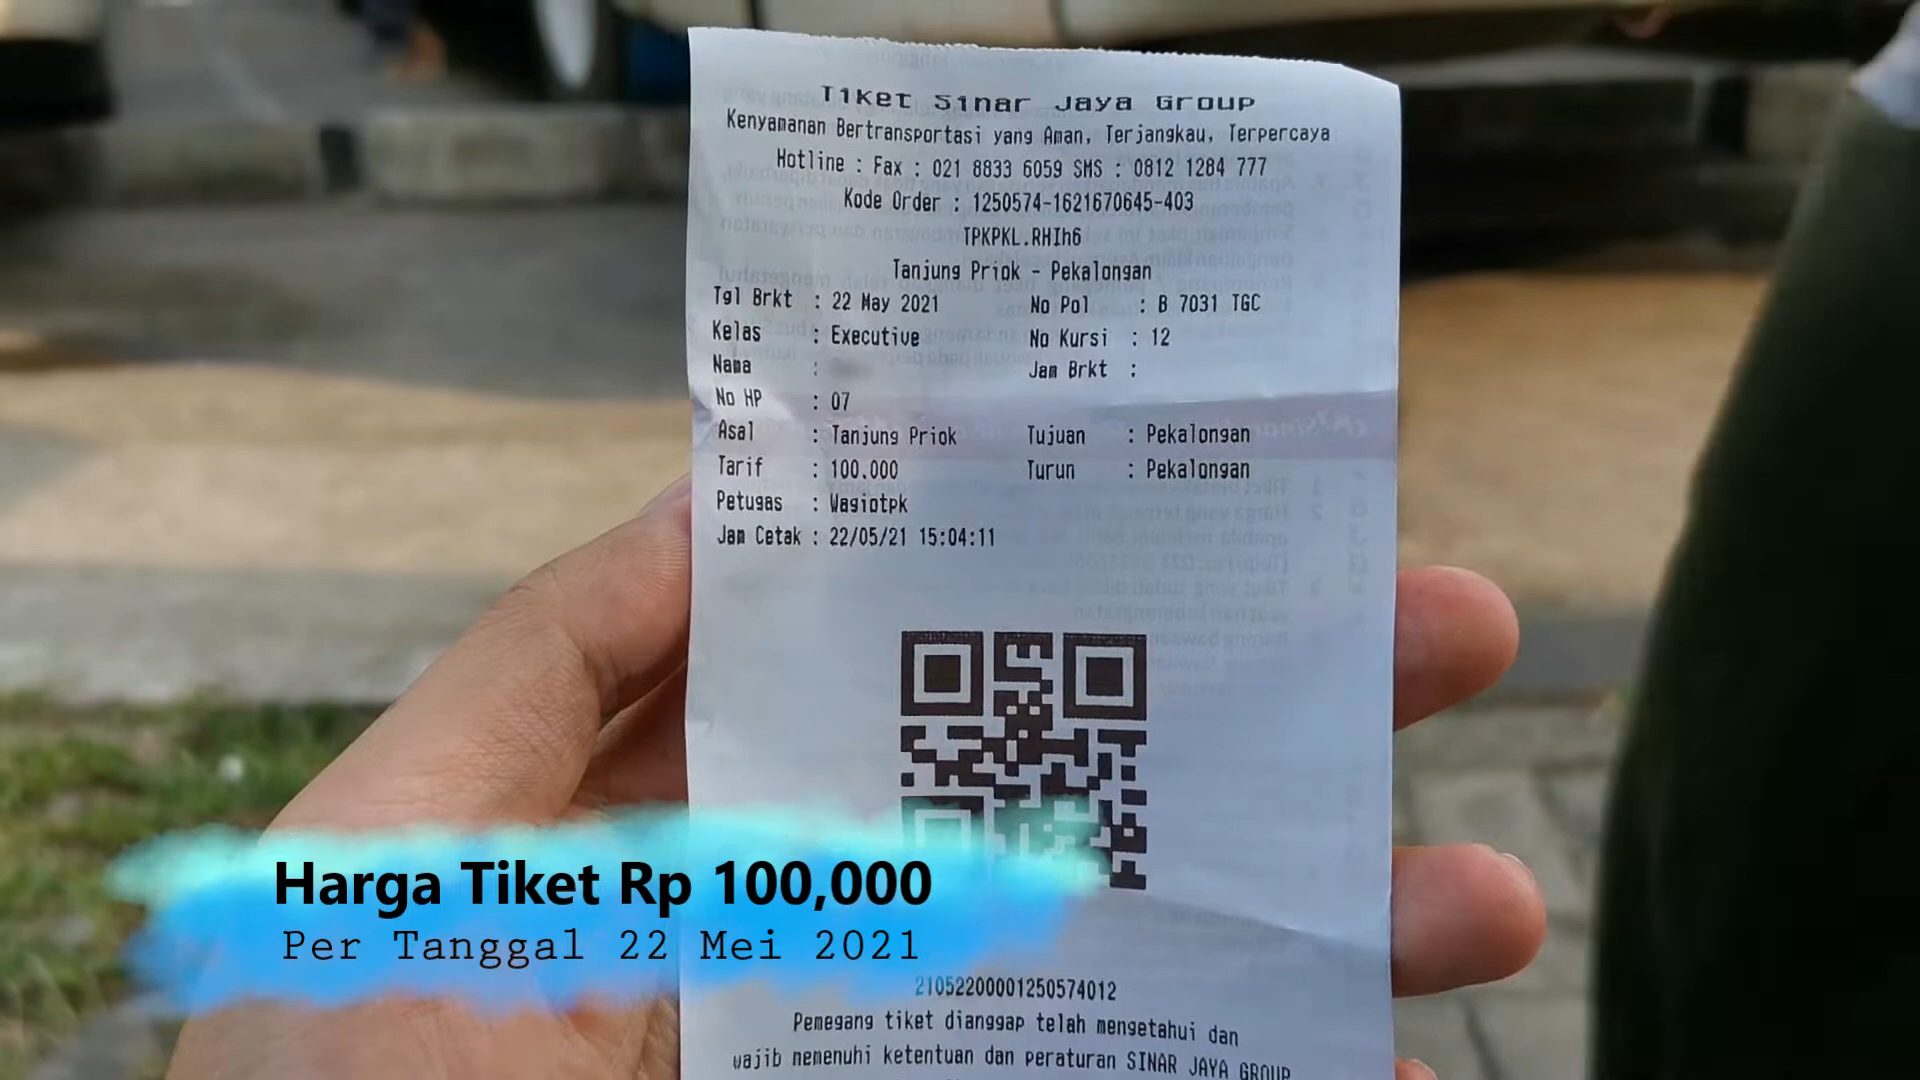 Tiket Sinar Jaya Group
Kenyamanan Bertransportasi yang Aman, Terjangkau, Terpercaya
Hotline : Fax : 021 8833 6059 SMS : 0812 1284 777
Kode Order : 1250574-1621670645-403
TPKPKL.RHIh6
Tanjung Priok - Pekalongan
Tgl Brkt : 22 May 2021 No Pol : B 7031 TGC
Kelas : Executive No Kursi : 12
Nama : Jam Brkt :
No HP : 07
Asal : Tanjung Priok Tujuan : Pekalongan
Tarif : 100.000 Turun : Pekalongan
Petugas : Wagiotpk
Jam Cetak : 22/05/21 15:04:11
Harga Tiket Rp 100,000
Per Tanggal 22 Mei 2021
21052200001250574012
Pemegang tiket dianggap telah mengetahui dan
wajib memenuhi ketentuan dan peraturan SINAR JAYA GROUP